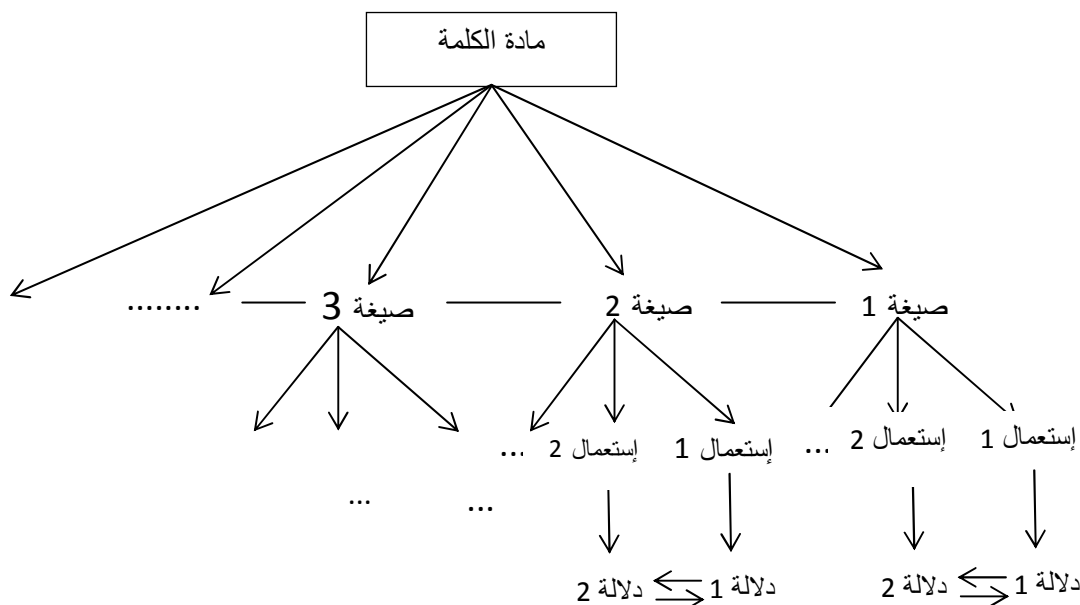 مادة الكلمة
صيغة 1 صيغة 2 صيغة 3 ........
إستعمال 1 إستعمال 2 ... إستعمال 1 إستعمال 2 ...
... ...
دلالة 1 دلالة 2 دلالة 1 دلالة 2